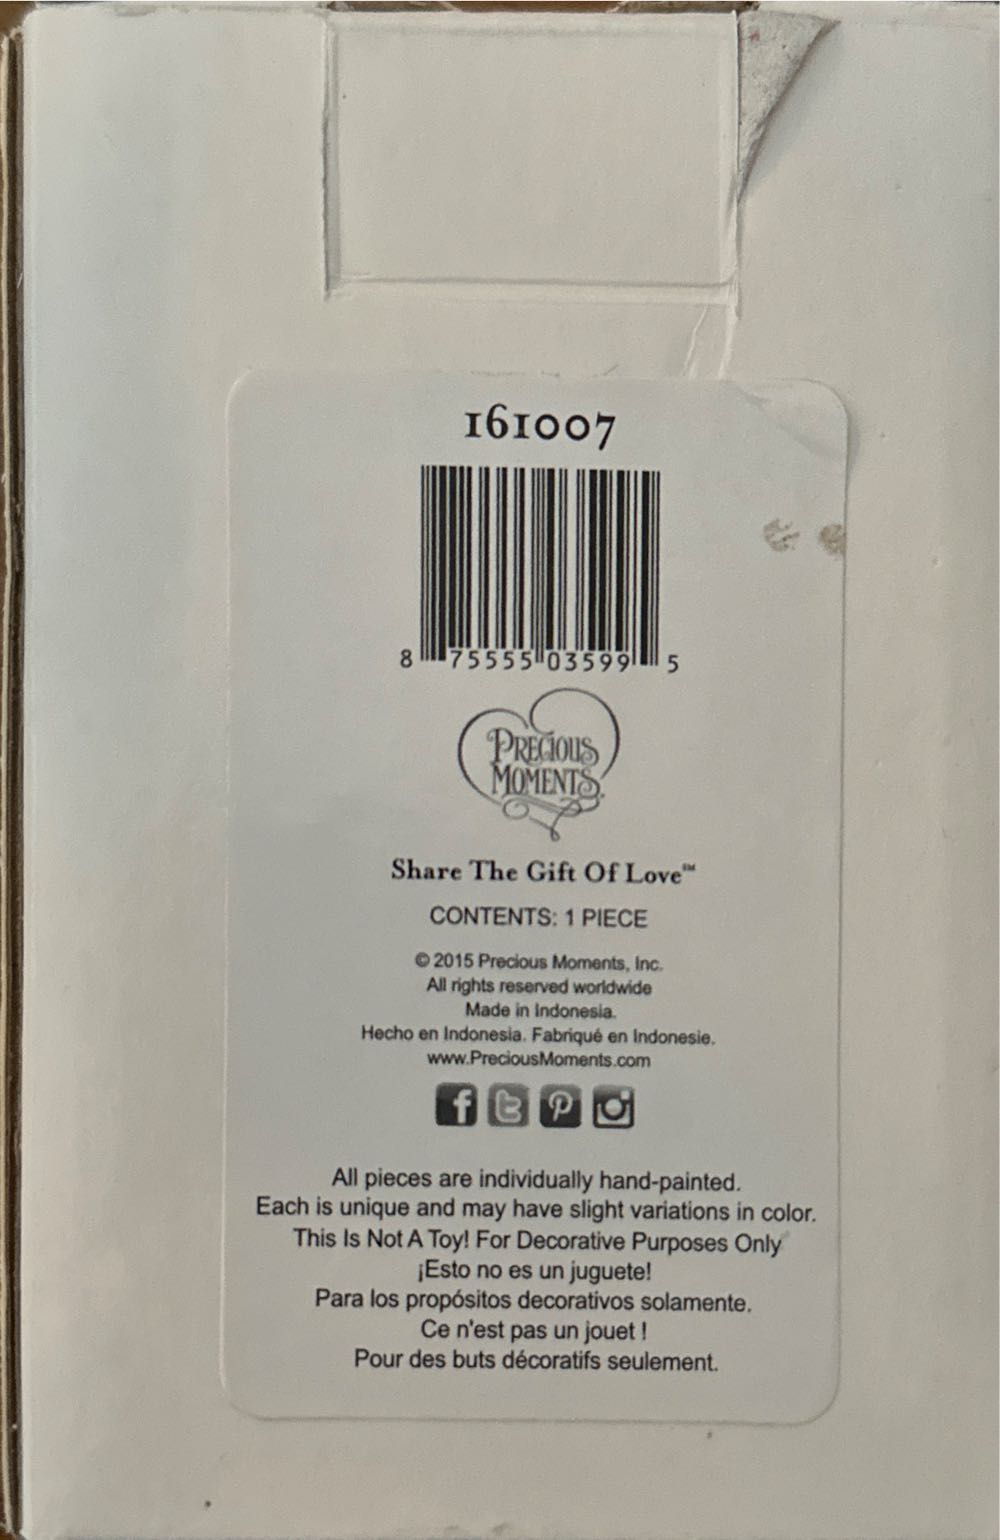 161007
8 75555 03599 5
PRECIOUS
MOMENTS®
Share The Gift Of Love™
CONTENTS: 1 PIECE
© 2015 Precious Moments, Inc.
All rights reserved worldwide
Made in Indonesia.
Hecho en Indonesia. Fabriqué en Indonesie.
www.PreciousMoments.com
All pieces are individually hand-painted.
Each is unique and may have slight variations in color.
This Is Not A Toy! For Decorative Purposes Only
¡Esto no es un juguete!
Para los propósitos decorativos solamente.
Ce n'est pas un jouet !
Pour des buts décoratifs seulement.